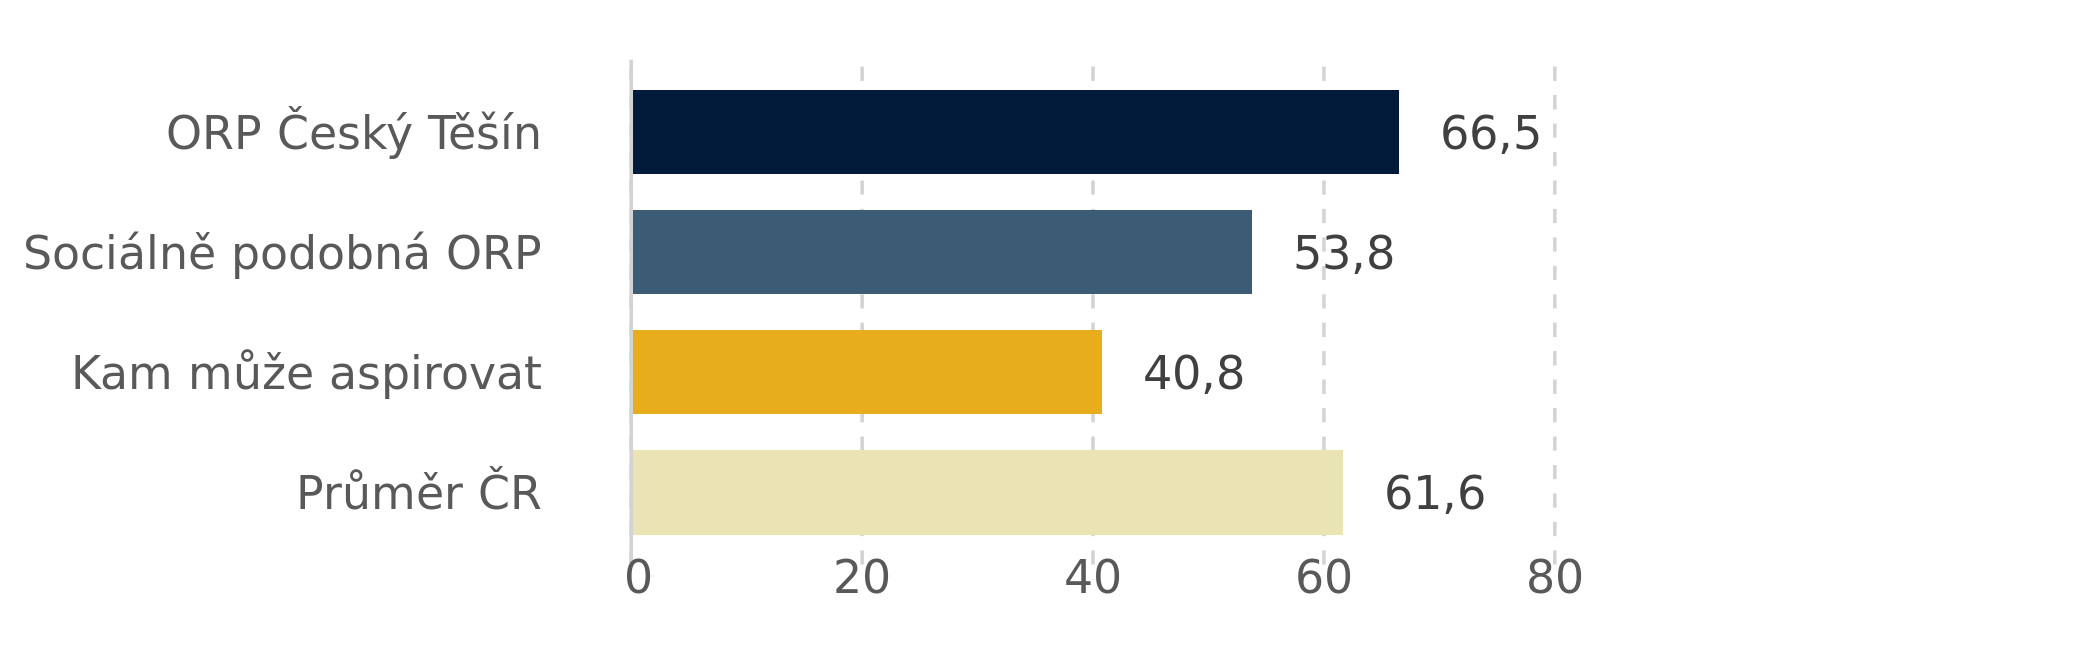 ORP Český Těšín 66,5
Sociálně podobná ORP 53,8
Kam může aspirovat 40,8
Průměr ČR 61,6
0 20 40 60 80